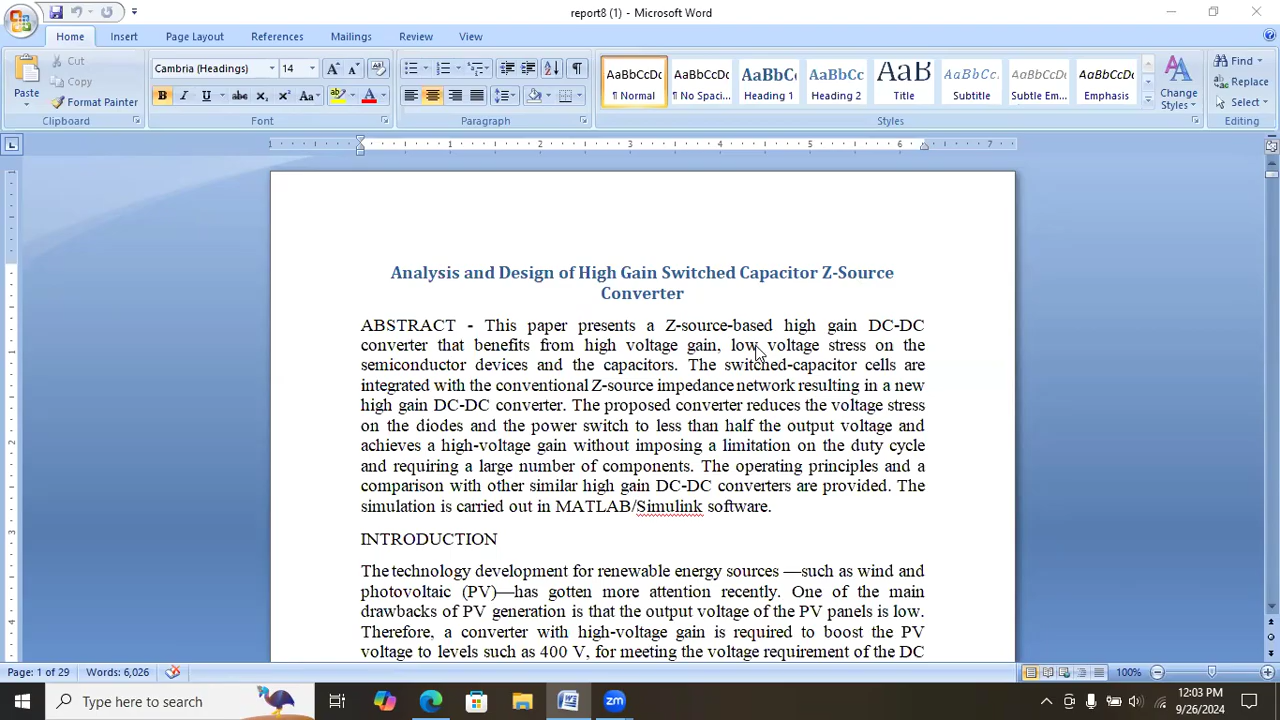 report8 (1) - Microsoft Word
Home Insert Page Layout References Mailings Review View
Paste
Cut
Copy
Format Painter
Clipboard
Cambria (Headings) 14
Font
Paragraph
AaBbCcDc AaBbCcDc AaBbC AaBbCc AaB AaBbCc. AaBbCcDc AaBbCcDc
¶ Normal ¶ No Spaci... Heading 1 Heading 2 Title Subtitle Subtle Em... Emphasis
Change Styles
Styles
Find
Replace
Select
Editing
1 1 2 3 4 5 6 7
Analysis and Design of High Gain Switched Capacitor Z-Source
Converter
ABSTRACT - This paper presents a Z-source-based high gain DC-DC
converter that benefits from high voltage gain, low voltage stress on the
semiconductor devices and the capacitors. The switched-capacitor cells are
integrated with the conventional Z-source impedance network resulting in a new
high gain DC-DC converter. The proposed converter reduces the voltage stress
on the diodes and the power switch to less than half the output voltage and
achieves a high-voltage gain without imposing a limitation on the duty cycle
and requiring a large number of components. The operating principles and a
comparison with other similar high gain DC-DC converters are provided. The
simulation is carried out in MATLAB/Simulink software.
INTRODUCTION
The technology development for renewable energy sources —such as wind and
photovoltaic (PV)—has gotten more attention recently. One of the main
drawbacks of PV generation is that the output voltage of the PV panels is low.
Therefore, a converter with high-voltage gain is required to boost the PV
voltage to levels such as 400 V, for meeting the voltage requirement of the DC
Page: 1 of 29 Words: 6,026 100%
Type here to search
zm
12:03 PM
9/26/2024